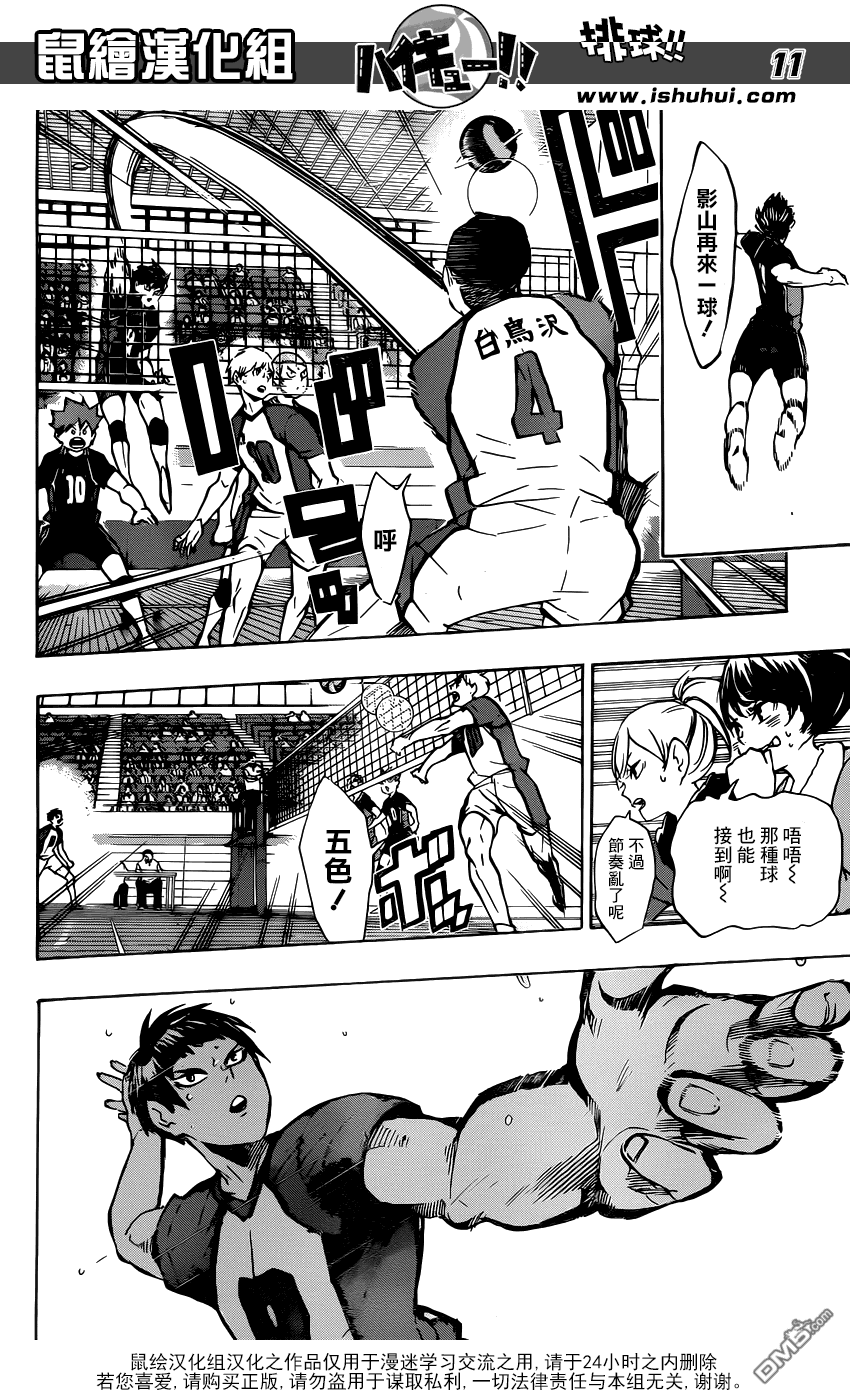 鼠繪漢化組
ハイキュー!!
排球!!
11
www.ishuhui.com
影山再來一球！
白鳥沢
4
10
呼
唔唔～
那種球
也能
接到啊～
不過
節奏亂了呢
五色！
鼠绘汉化组汉化之作品仅用于漫迷学习交流之用, 请于24小时之内删除
若您喜爱, 请购买正版, 请勿盗用于谋取私利, 一切法律责任与本组无关, 谢谢。
DM5.com